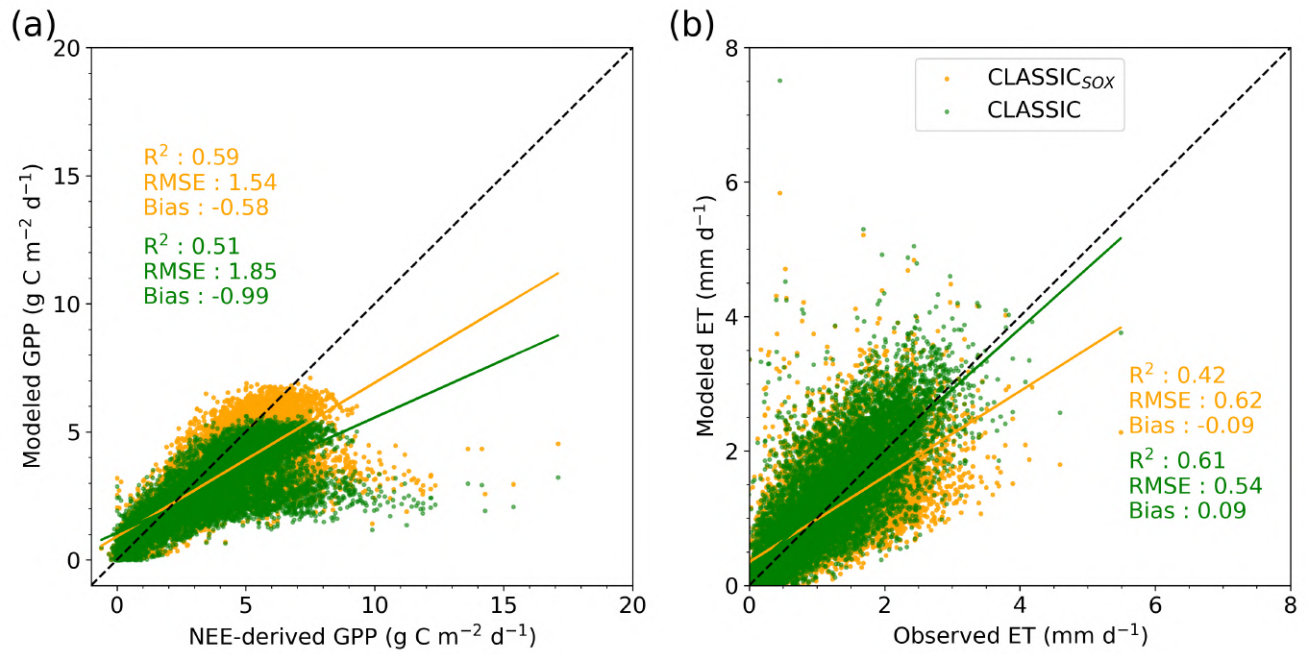 (a)
20
15
10
5
0
0
5
10
15
20
Modeled GPP (g C m⁻² d⁻¹)
NEE-derived GPP (g C m⁻² d⁻¹)
R² : 0.59
RMSE : 1.54
Bias : -0.58
R² : 0.51
RMSE : 1.85
Bias : -0.99
(b)
8
6
4
2
0
0
2
4
6
8
Modeled ET (mm d⁻¹)
Observed ET (mm d⁻¹)
CLASSIC_SOX
CLASSIC
R² : 0.42
RMSE : 0.62
Bias : -0.09
R² : 0.61
RMSE : 0.54
Bias : 0.09